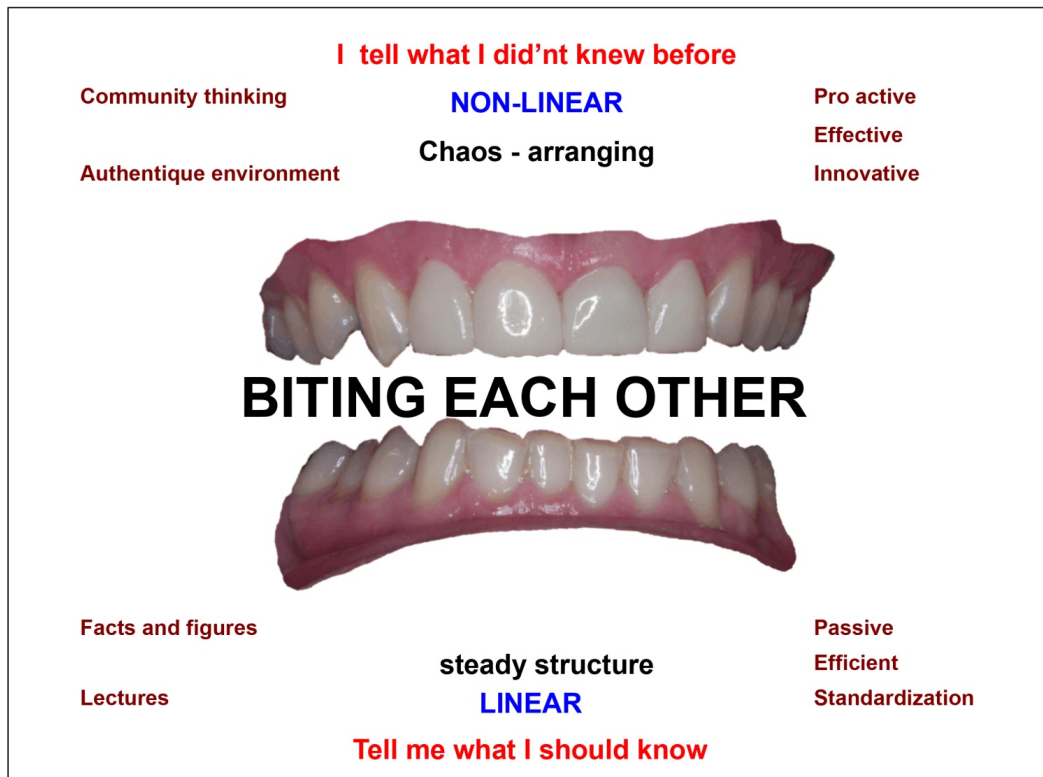 I tell what I did'nt knew before
Community thinking
NON-LINEAR
Pro active
Chaos - arranging
Effective
Authentique environment
Innovative
BITING EACH OTHER
Facts and figures
Passive
steady structure
Efficient
Lectures
LINEAR
Standardization
Tell me what I should know